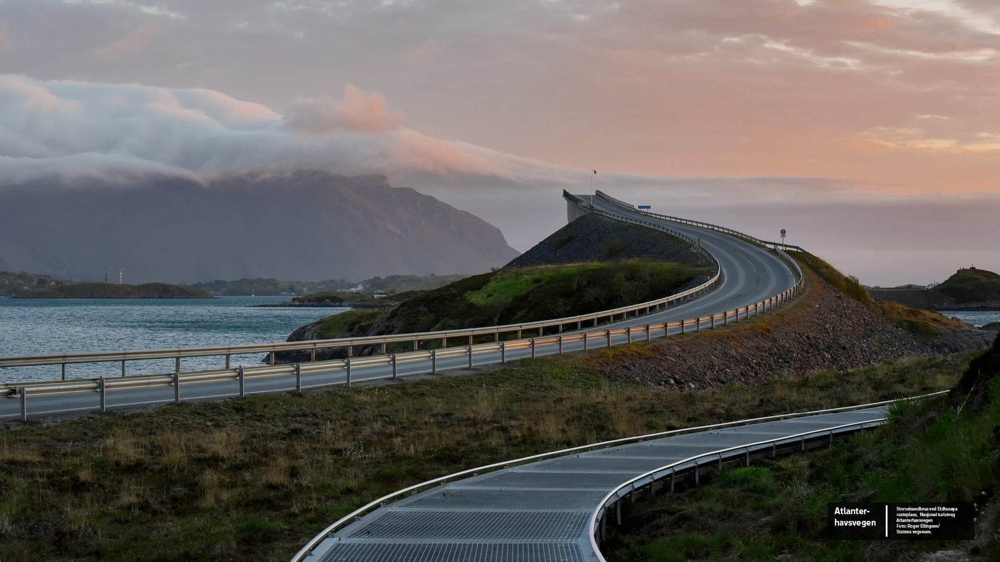 Atlanter-
havsvegen
Storseisundbrua ved Eldhusøya
rasteplass, Nasjonal turistveg
Atlanterhavsvegen
Foto: Roger Ellingsen/
Statens vegvesen.